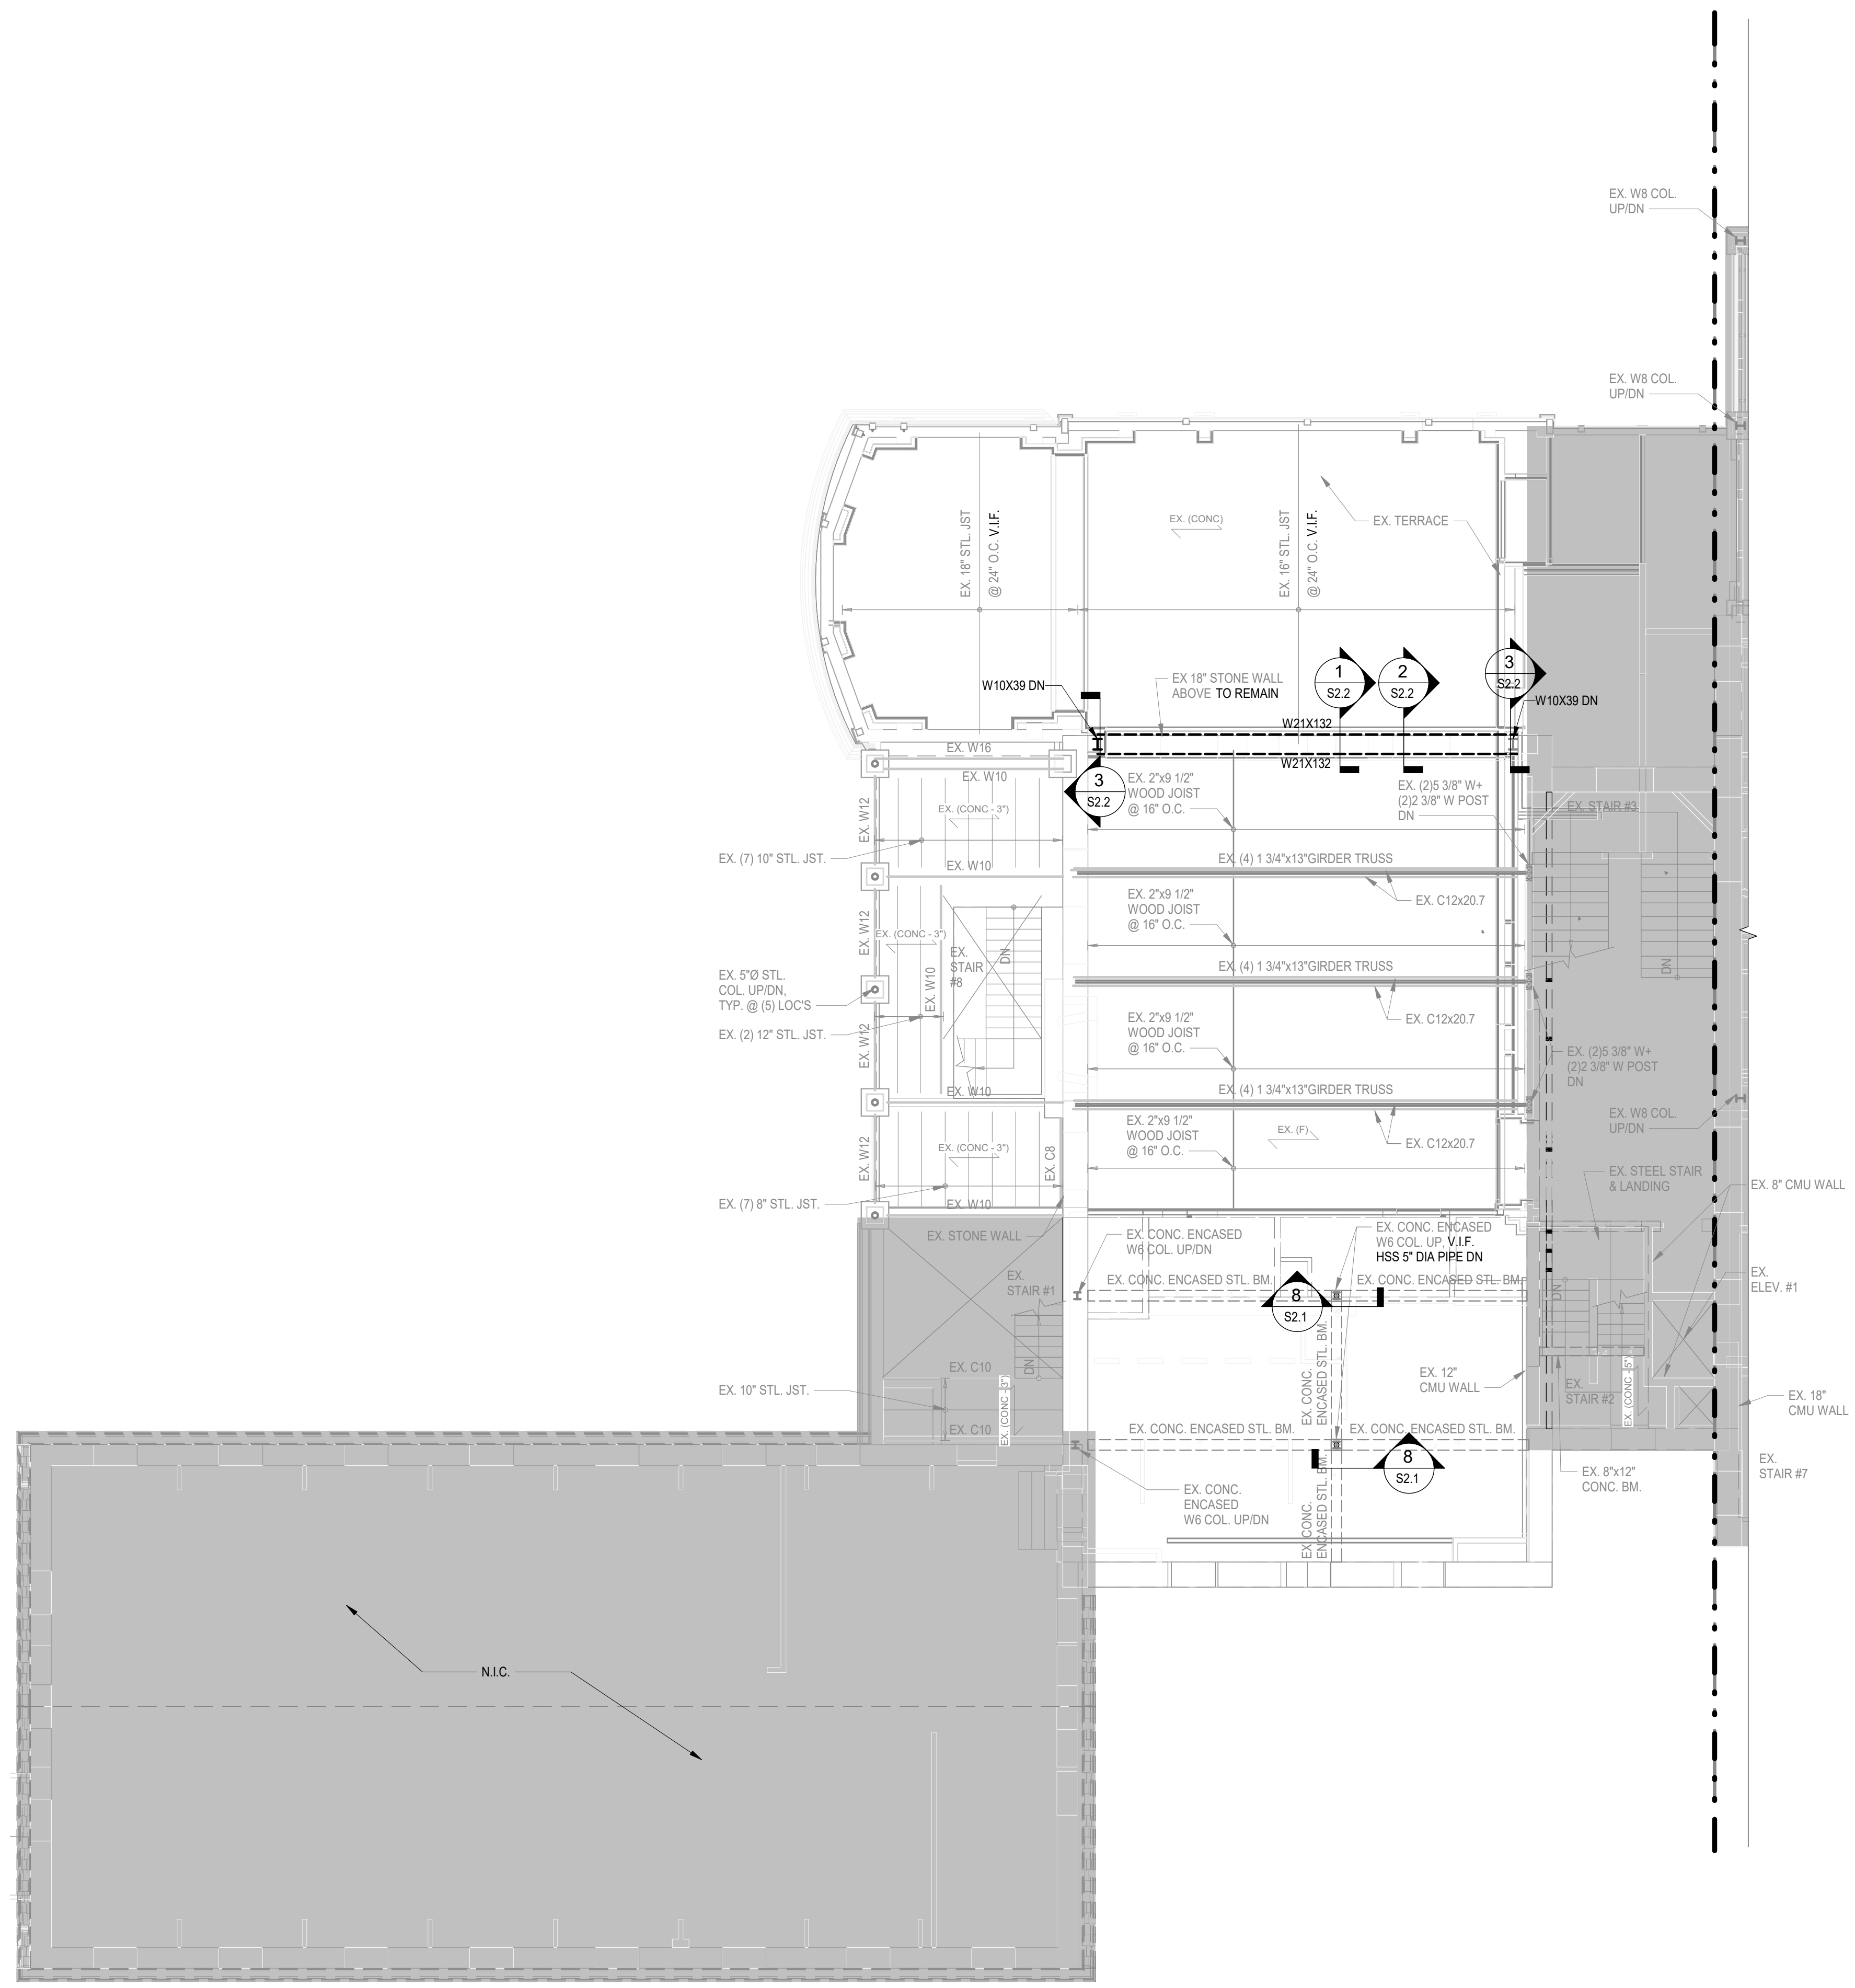 EX. W8 COL.
UP/DN
EX. W8 COL.
UP/DN
EX. 18" STL. JST
@ 24" O.C. V.I.F.
EX. (CONC)
EX. 16" STL. JST
@ 24" O.C. V.I.F.
EX. TERRACE
W10X39 DN
EX 18" STONE WALL
ABOVE TO REMAIN
1
S2.2
2
S2.2
3
S2.2
W10X39 DN
W21X132
W21X132
EX. W16
EX. W10
3
S2.2
EX. 2"x9 1/2"
WOOD JOIST
@ 16" O.C.
EX. (2)5 3/8" W+
(2)2 3/8" W POST
DN
EX. STAIR #3
EX. W12
EX. (CONC - 3")
EX. (7) 10" STL. JST.
EX. W10
EX. (4) 1 3/4"x13"GIRDER TRUSS
EX. C12x20.7
EX. 2"x9 1/2"
WOOD JOIST
@ 16" O.C.
EX. W12
EX. (CONC - 3")
EX.
STAIR
#8
DN
EX. W10
EX. 5"Ø STL.
COL. UP/DN,
TYP. @ (5) LOC'S
EX. (4) 1 3/4"x13"GIRDER TRUSS
DN
EX. C12x20.7
EX. (2) 12" STL. JST.
EX. W12
EX. 2"x9 1/2"
WOOD JOIST
@ 16" O.C.
EX. (2)5 3/8" W+
(2)2 3/8" W POST
DN
EX. W10
EX. (4) 1 3/4"x13"GIRDER TRUSS
EX. W8 COL.
UP/DN
EX. W12
EX. (CONC - 3")
EX. C8
EX. 2"x9 1/2"
WOOD JOIST
@ 16" O.C.
EX. (F)
EX. C12x20.7
EX. STEEL STAIR
& LANDING
EX. 8" CMU WALL
EX. (7) 8" STL. JST.
EX. W10
EX. STONE WALL
EX. CONC. ENCASED
W6 COL. UP/DN
EX. CONC. ENCASED
W6 COL. UP, V.I.F.
HSS 5" DIA PIPE DN
EX.
STAIR #1
EX. CONC. ENCASED STL. BM.
EX. CONC. ENCASED STL. BM.
EX.
ELEV. #1
8
S2.1
DN
DN
EX. CONC.
ENCASED STL. BM.
EX. C10
EX. 10" STL. JST.
EX. (CONC - 3")
EX. C10
EX. 12"
CMU WALL
EX.
STAIR #2
EX. (CONC - 5")
EX. 18"
CMU WALL
EX. CONC. ENCASED STL. BM.
EX. CONC. ENCASED STL. BM.
8
S2.1
EX. 8"x12"
CONC. BM.
EX.
STAIR #7
EX. CONC.
ENCASED
W6 COL. UP/DN
EX. CONC.
ENCASED STL. BM.
N.I.C.